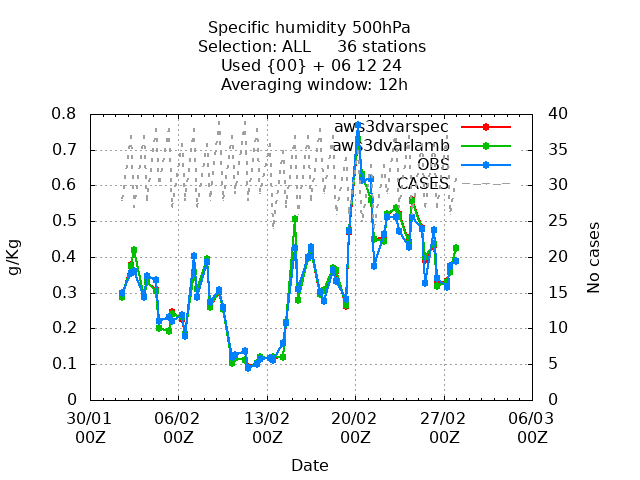 Specific humidity 500hPa
Selection: ALL 36 stations
Used {00} + 06 12 24
Averaging window: 12h
0.8
0.7
0.6
0.5
0.4
0.3
0.2
0.1
0
g/Kg
aws3dvarspec
aws3dvarlamb
OBS
CASES
40
35
30
25
20
15
10
5
0
No cases
30/01 06/02 13/02 20/02 27/02 06/03
00Z 00Z 00Z 00Z 00Z 00Z
Date